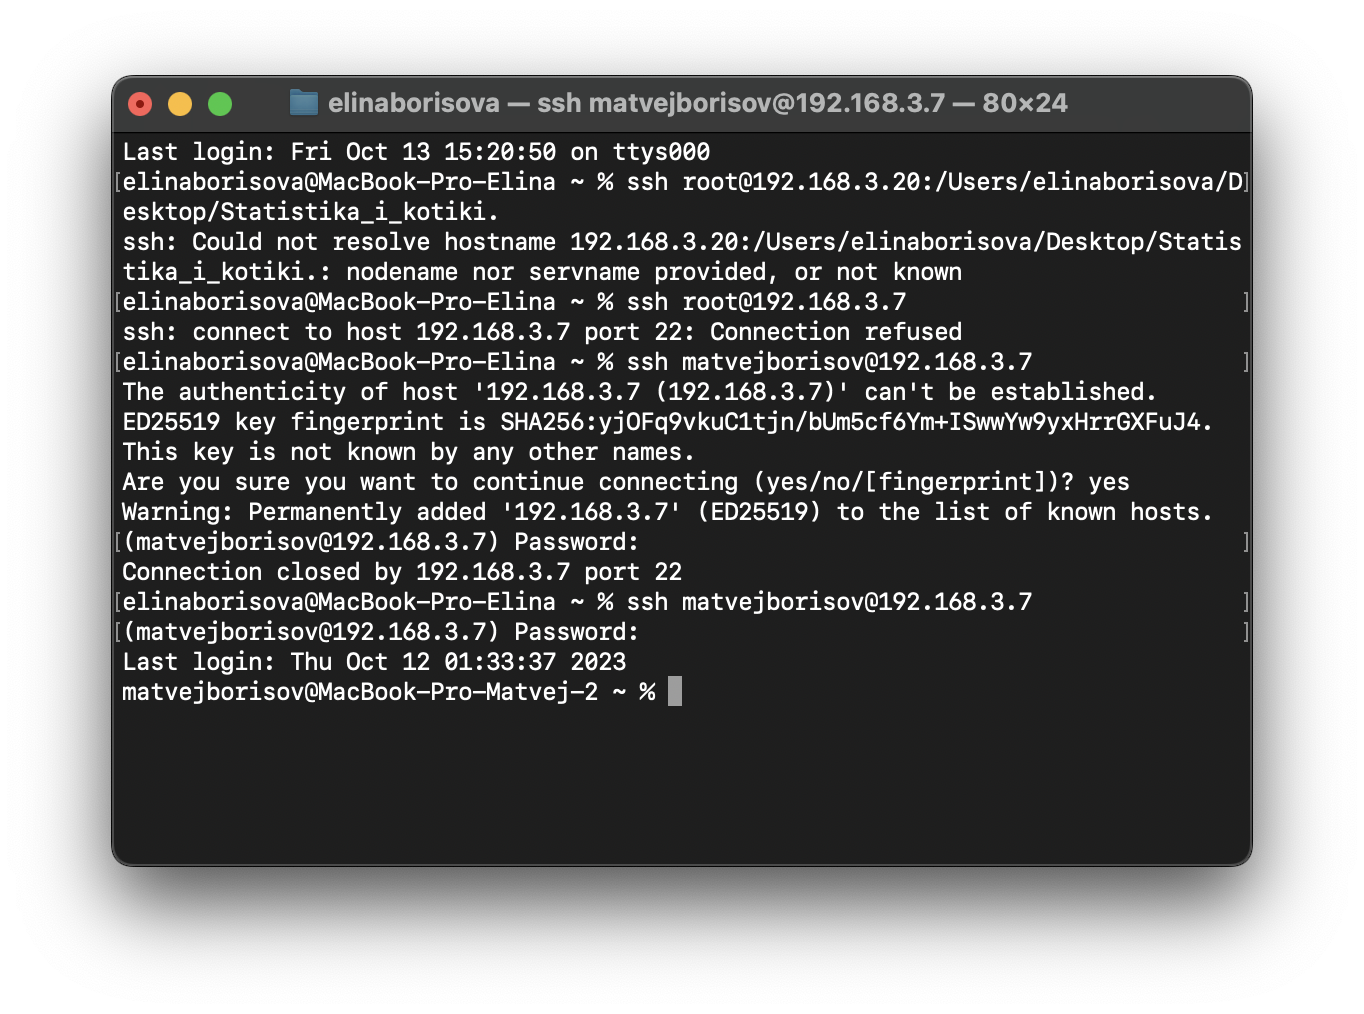 elinaborisova — ssh matvejborisov@192.168.3.7 — 80×24
Last login: Fri Oct 13 15:20:50 on ttys000
[elinaborisova@MacBook-Pro-Elina ~ % ssh root@192.168.3.20:/Users/elinaborisova/D]
esktop/Statistika_i_kotiki.
ssh: Could not resolve hostname 192.168.3.20:/Users/elinaborisova/Desktop/Statis
tika_i_kotiki.: nodename nor servname provided, or not known
[elinaborisova@MacBook-Pro-Elina ~ % ssh root@192.168.3.7 ]
ssh: connect to host 192.168.3.7 port 22: Connection refused
[elinaborisova@MacBook-Pro-Elina ~ % ssh matvejborisov@192.168.3.7 ]
The authenticity of host '192.168.3.7 (192.168.3.7)' can't be established.
ED25519 key fingerprint is SHA256:yjOFq9vkuC1tjn/bUm5cf6Ym+ISwwYw9yxHrrGXFuJ4.
This key is not known by any other names.
Are you sure you want to continue connecting (yes/no/[fingerprint])? yes
Warning: Permanently added '192.168.3.7' (ED25519) to the list of known hosts.
[(matvejborisov@192.168.3.7) Password: ]
Connection closed by 192.168.3.7 port 22
[elinaborisova@MacBook-Pro-Elina ~ % ssh matvejborisov@192.168.3.7 ]
[(matvejborisov@192.168.3.7) Password: ]
Last login: Thu Oct 12 01:33:37 2023
matvejborisov@MacBook-Pro-Matvej-2 ~ %